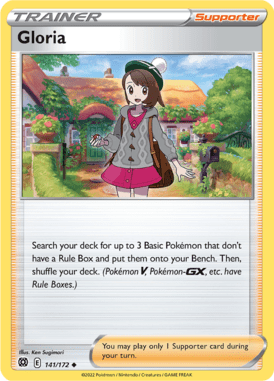 TRAINER Supporter
Gloria
Search your deck for up to 3 Basic Pokémon that don't
have a Rule Box and put them onto your Bench. Then,
shuffle your deck. (Pokémon V, Pokémon-GX, etc. have
Rule Boxes.)
Illus. Ken Sugimori
You may play only 1 Supporter card during
your turn.
E 141/172
©2022 Pokémon / Nintendo / Creatures / GAME FREAK